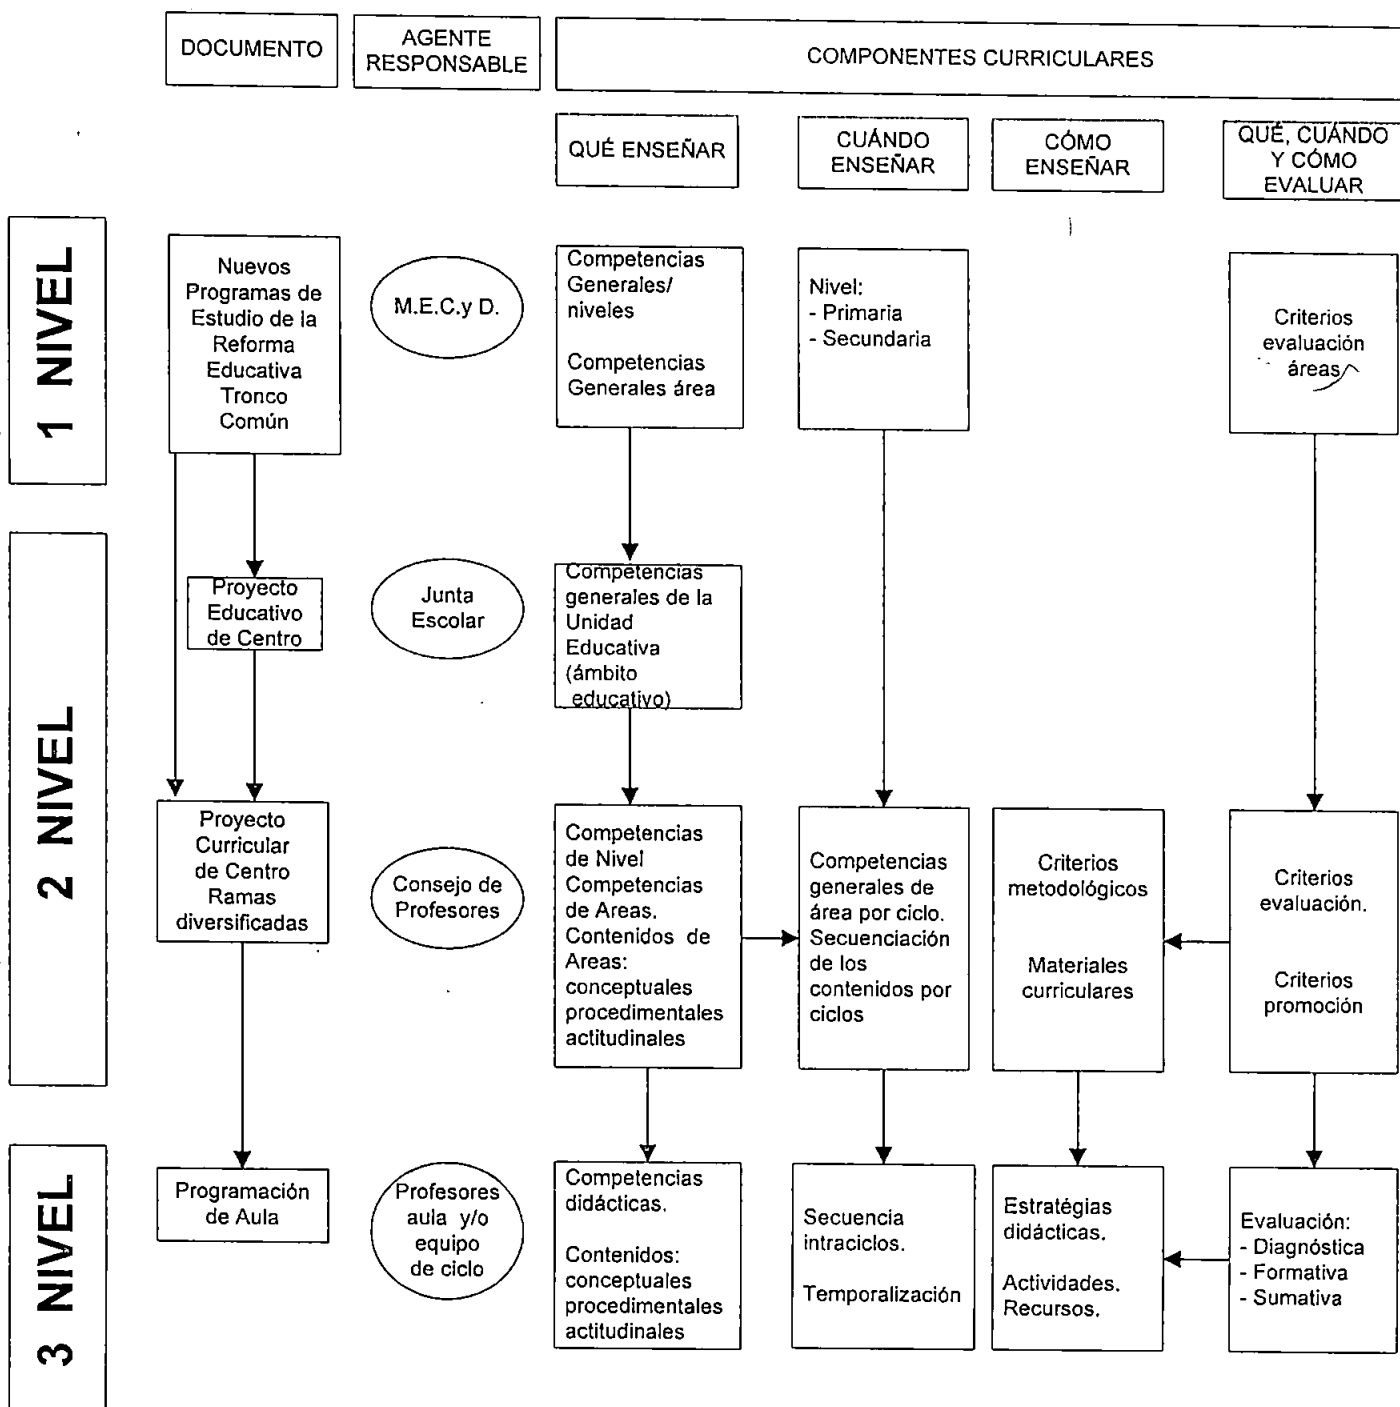 DOCUMENTO
AGENTE
RESPONSABLE
COMPONENTES CURRICULARES
QUÉ ENSEÑAR
CUÁNDO
ENSEÑAR
CÓMO
ENSEÑAR
QUÉ, CUÁNDO
Y CÓMO
EVALUAR
1 NIVEL
Nuevos
Programas de
Estudio de la
Reforma
Educativa
Tronco
Común
M.E.C.y D.
Competencias
Generales/
niveles
Competencias
Generales área
Nivel:
- Primaria
- Secundaria
Criterios
evaluación
áreas
2 NIVEL
Proyecto
Educativo
de Centro
Junta
Escolar
Competencias
generales de la
Unidad
Educativa
(ámbito
educativo)
Proyecto
Curricular
de Centro
Ramas
diversificadas
Consejo de
Profesores
Competencias
de Nivel
Competencias
de Areas.
Contenidos de
Areas:
conceptuales
procedimentales
actitudinales
Competencias
generales de
área por ciclo.
Secuenciación
de los
contenidos por
ciclos
Criterios
metodológicos
Materiales
curriculares
Criterios
evaluación.
Criterios
promoción
3 NIVEL
Programación
de Aula
Profesores
aula y/o
equipo
de ciclo
Competencias
didácticas.
Contenidos:
conceptuales
procedimentales
actitudinales
Secuencia
intraciclos.
Temporalización
Estratégias
didácticas.
Actividades.
Recursos.
Evaluación:
- Diagnóstica
- Formativa
- Sumativa